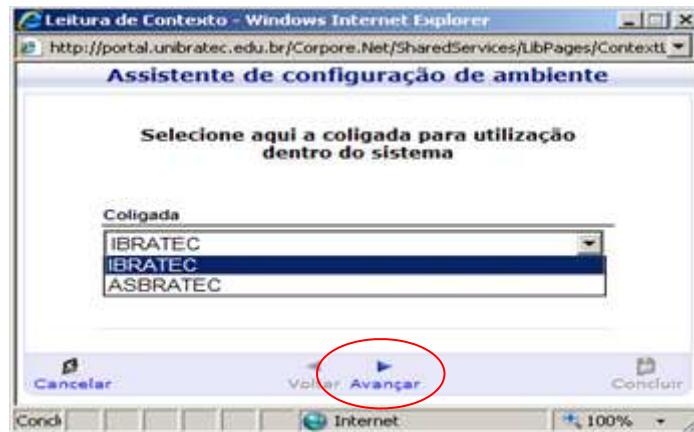 Leitura de Contexto - Windows Internet Explorer
http://portal.unibratec.edu.br/Corpore.Net/SharedServices/LibPages/ContextL
Assistente de configuração de ambiente
Selecione aqui a coligada para utilização
dentro do sistema
Coligada
IBRATEC
IBRATEC
ASBRATEC
Cancelar Voltar Avançar Concluir
Conclu Internet 100%